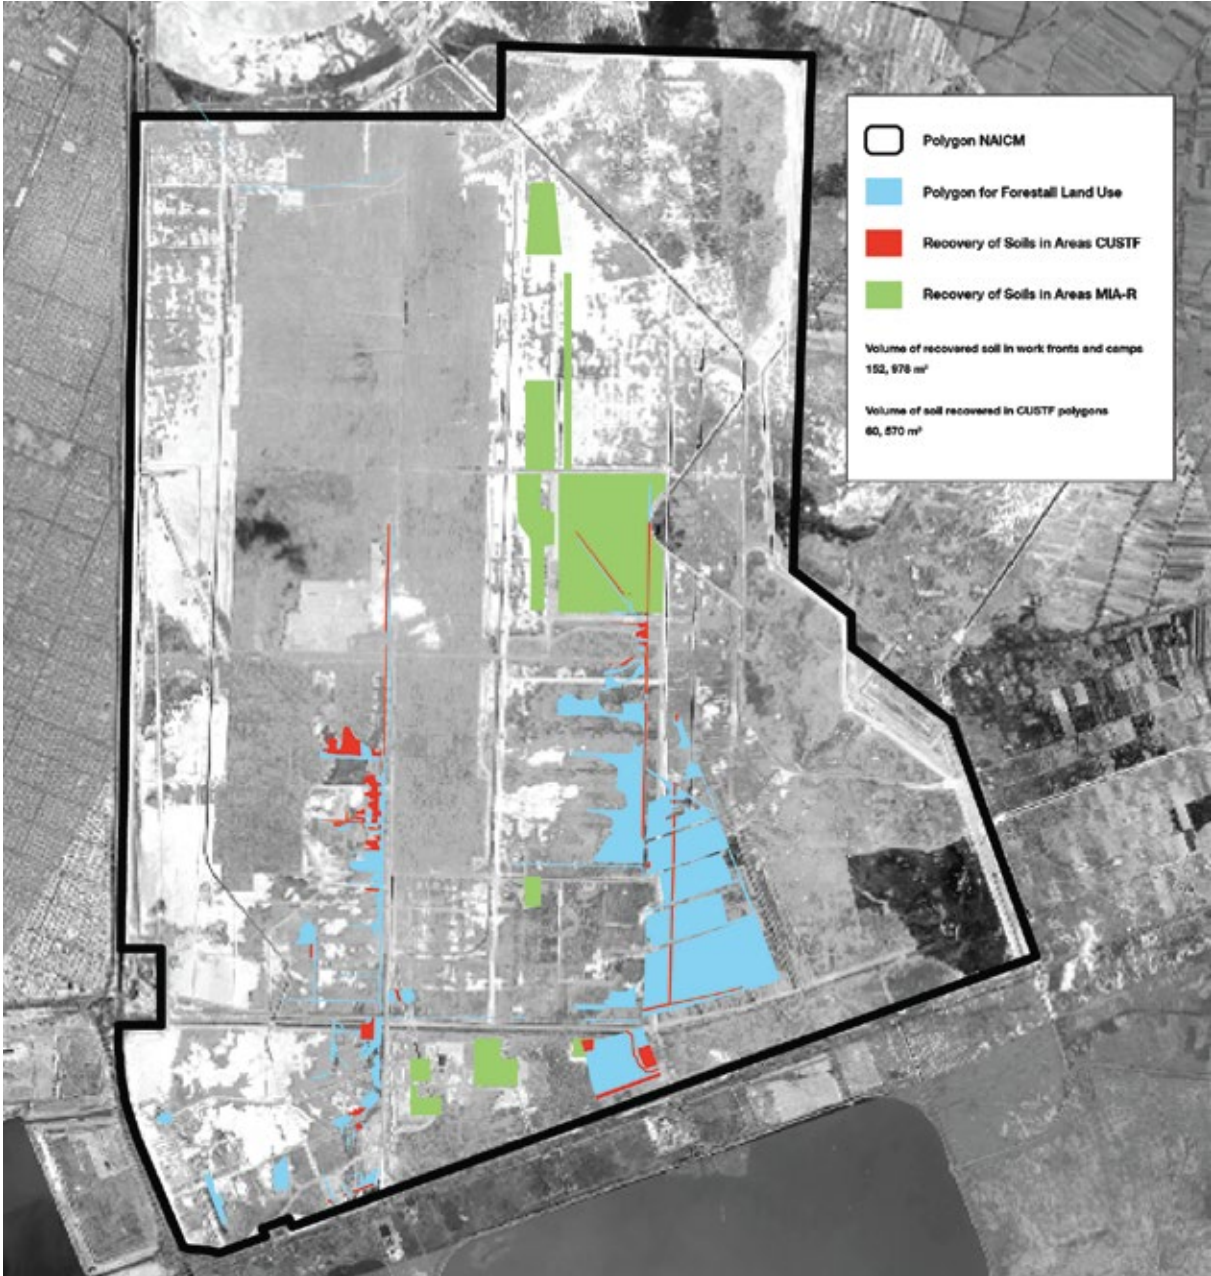 Polygon NAICM
Polygon for Forestall Land Use
Recovery of Soils in Areas CUSTF
Recovery of Soils in Areas MIA-R
Volume of recovered soil in work fronts and camps
152, 978 m³
Volume of soil recovered in CUSTF polygons
60, 570 m³